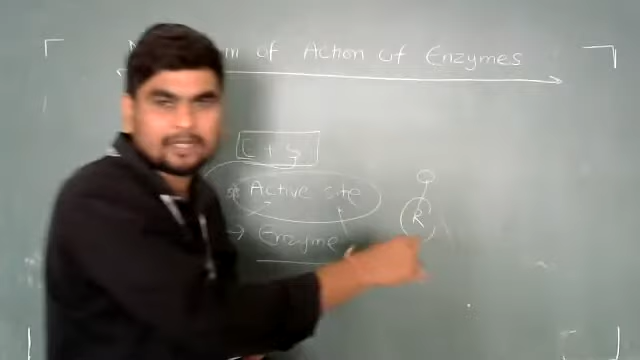 of Action of Enzymes
E + S
* Active site
→ Enzyme
R